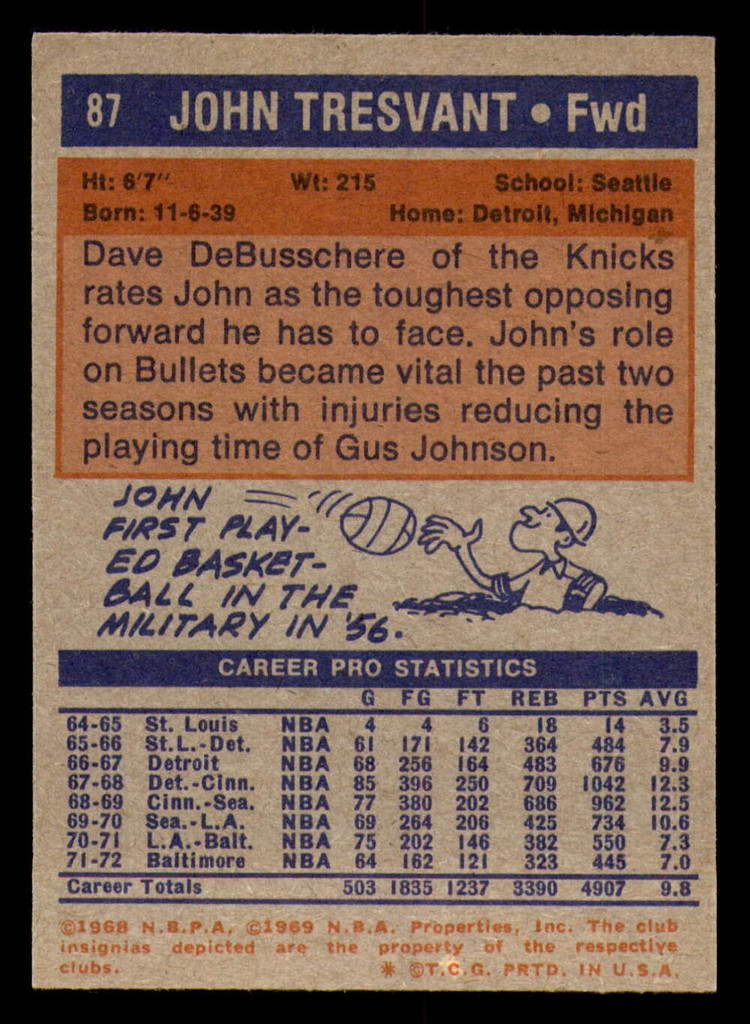 87 JOHN TRESVANT • Fwd
Ht: 6'7" Wt: 215 School: Seattle
Born: 11-6-39 Home: Detroit, Michigan
Dave DeBusschere of the Knicks
rates John as the toughest opposing
forward he has to face. John's role
on Bullets became vital the past two
seasons with injuries reducing the
playing time of Gus Johnson.
JOHN
FIRST PLAY-
ED BASKET-
BALL IN THE
MILITARY IN '56.
CAREER PRO STATISTICS
G FG FT REB PTS AVG
64-65 St. Louis NBA 4 4 6 18 14 3.5
65-66 St.L.-Det. NBA 61 171 142 364 484 7.9
66-67 Detroit NBA 68 256 164 483 676 9.9
67-68 Det.-Cinn. NBA 85 396 250 709 1042 12.3
68-69 Cinn.-Sea. NBA 77 380 202 686 962 12.5
69-70 Sea.-L.A. NBA 69 264 206 425 734 10.6
70-71 L.A.-Balt. NBA 75 202 146 382 550 7.3
71-72 Baltimore NBA 64 162 121 323 445 7.0
Career Totals 503 1835 1237 3390 4907 9.8
©1968 N.B.P.A. ©1969 N.B.A. Properties, Inc. The club
insignias depicted are the property of the respective
clubs. * ©T.C.G. PRTD. IN U.S.A.